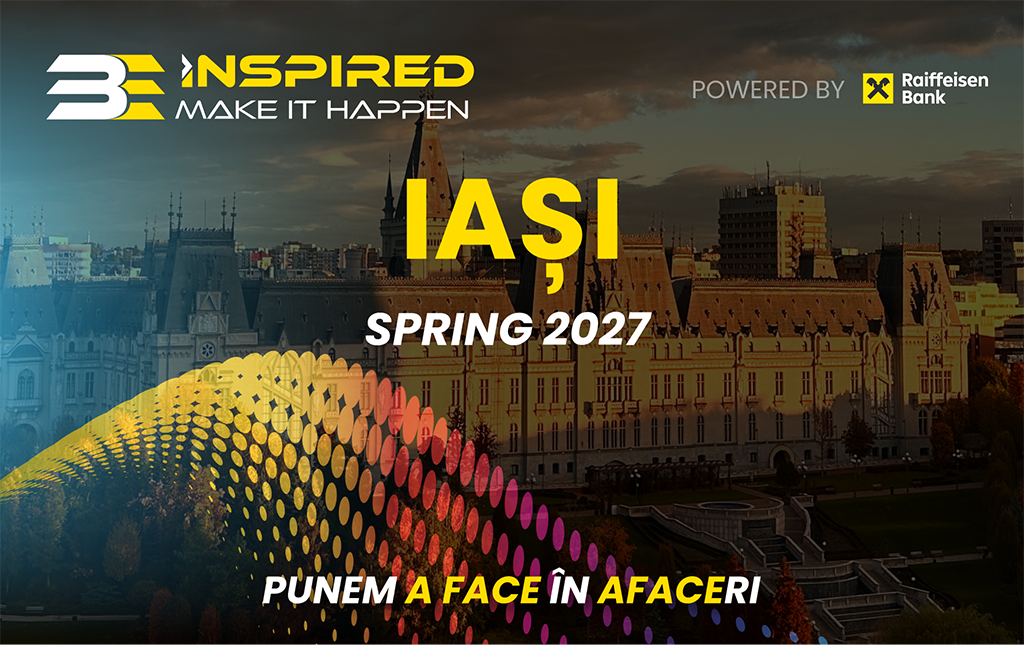 BE INSPIRED
MAKE IT HAPPEN
POWERED BY Raiffeisen Bank
IAȘI
SPRING 2027
PUNEM A FACE ÎN AFACERI